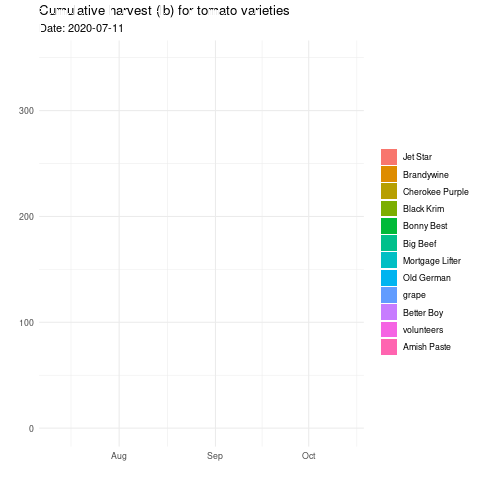 Cumulative harvest (lb) for tomato varieties
Date: 2020-07-11
300
200
100
0
Aug Sep Oct
Jet Star
Brandywine
Cherokee Purple
Black Krim
Bonny Best
Big Beef
Mortgage Lifter
Old German
grape
Better Boy
volunteers
Amish Paste